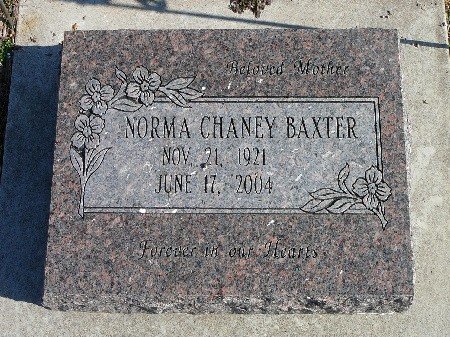 Beloved Mother
NORMA CHANEY BAXTER
NOV. 21, 1921
JUNE 17, 2004
Forever in our Hearts